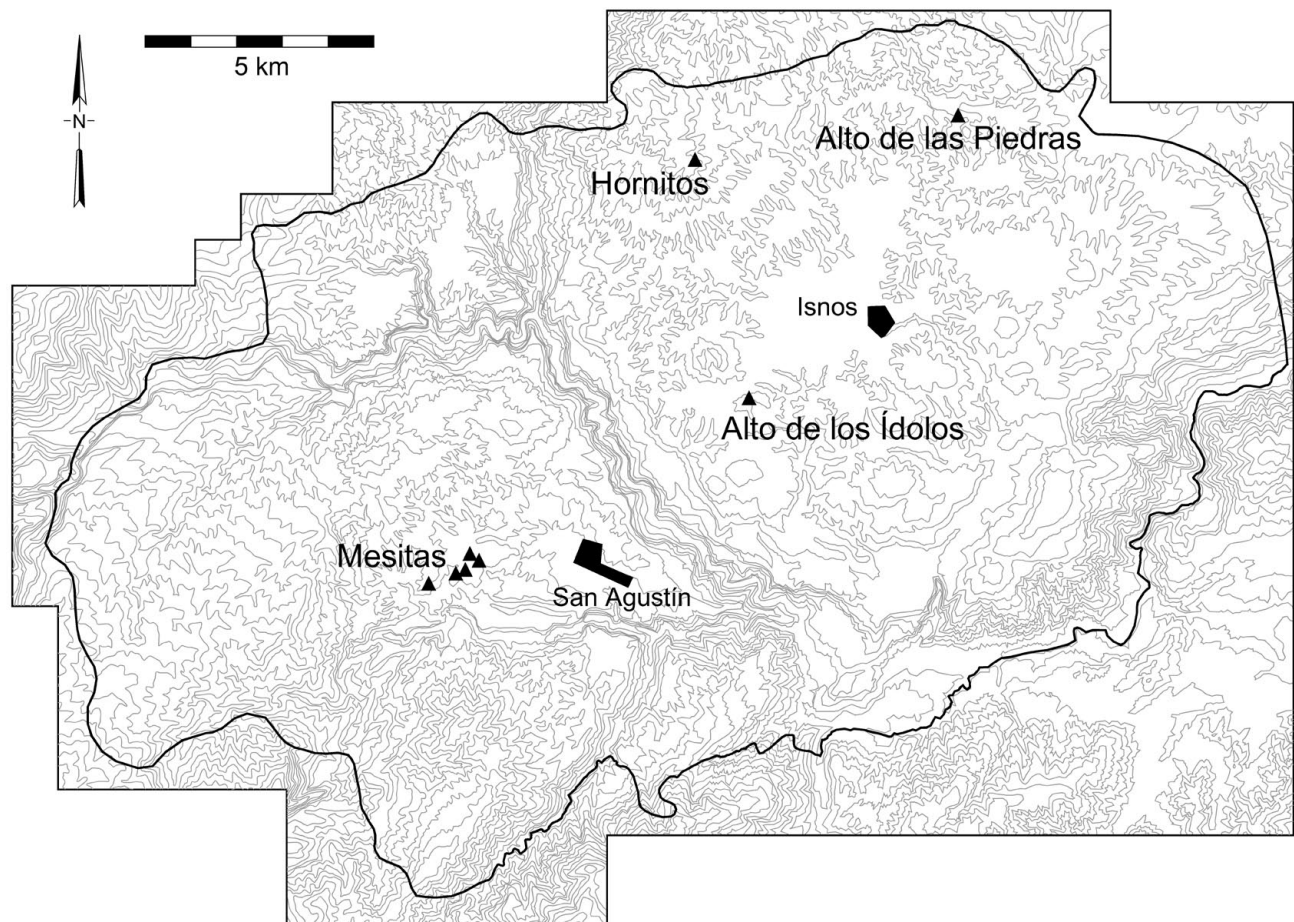 N
5 km
Alto de las Piedras
Hornitos
Isnos
Alto de los Ídolos
Mesitas
San Agustín